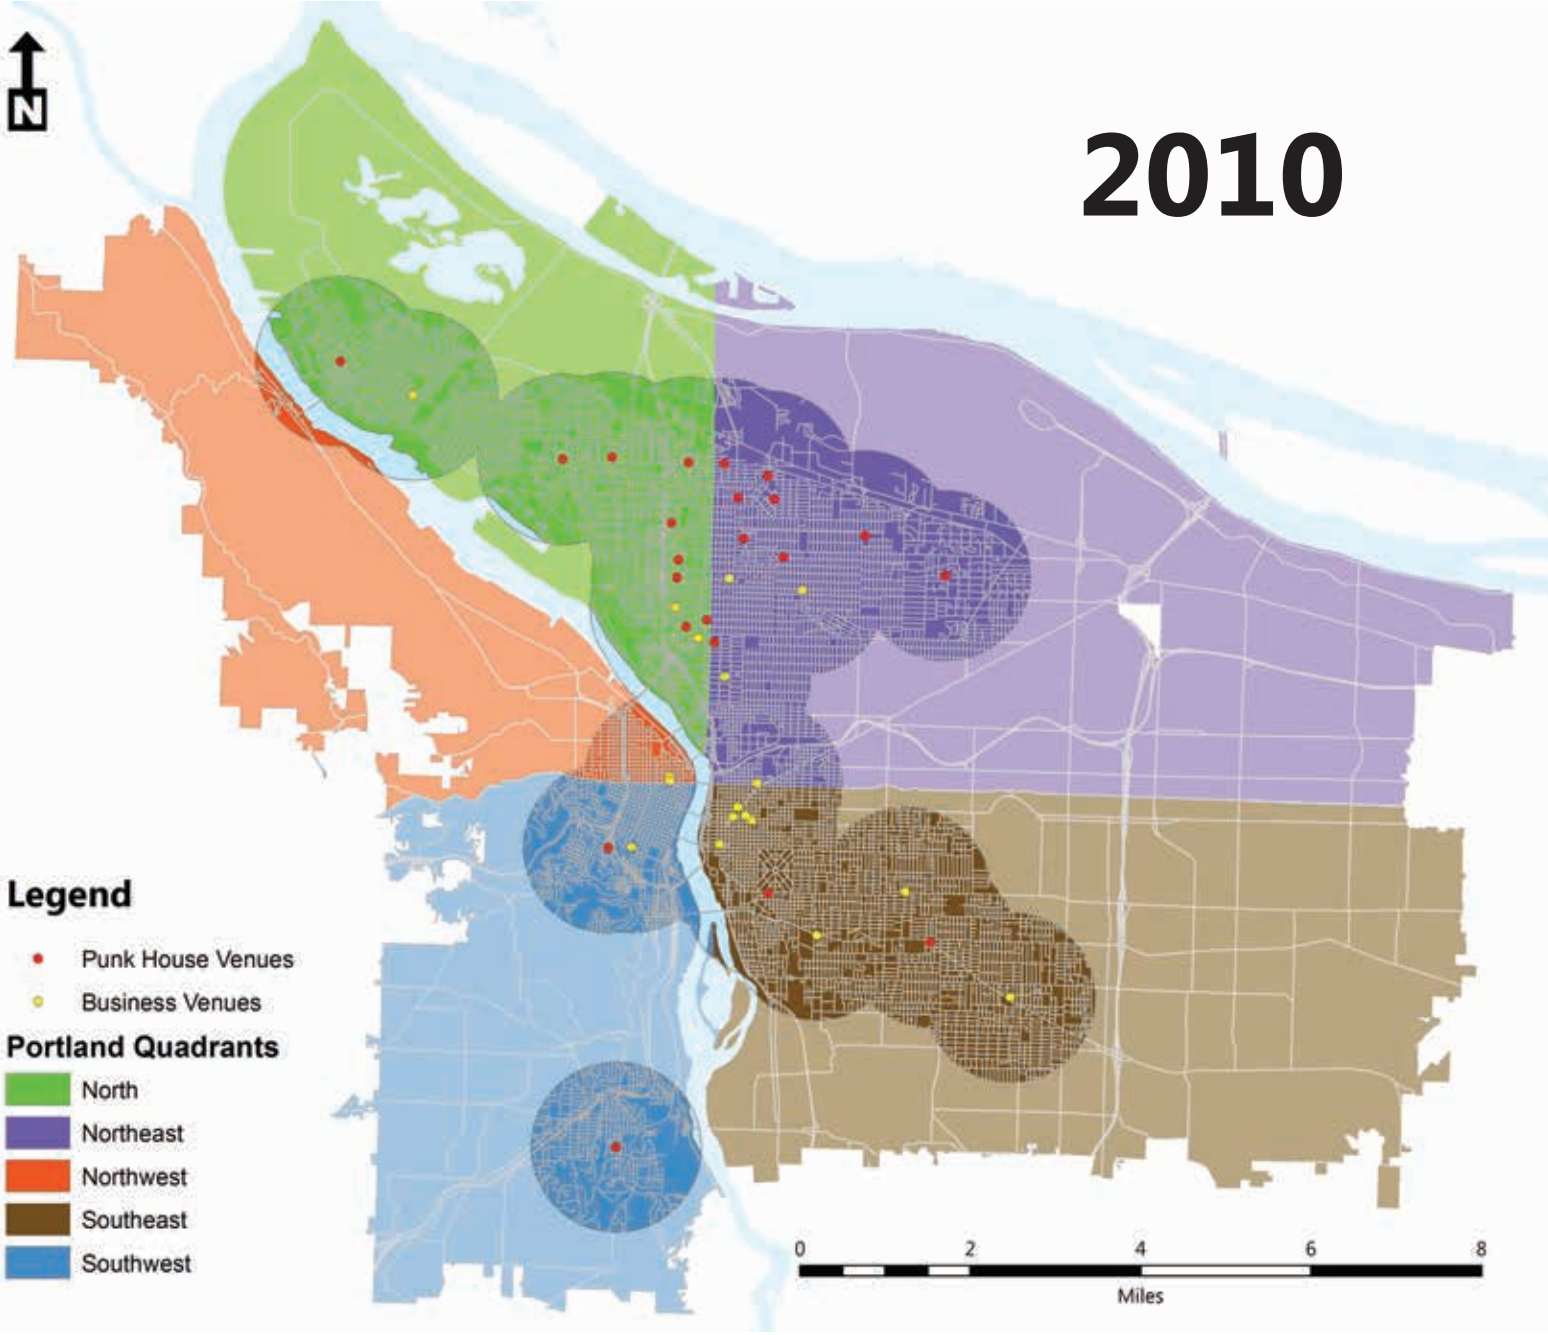 N
2010
Legend
Punk House Venues
Business Venues
Portland Quadrants
North
Northeast
Northwest
Southeast
Southwest
0 2 4 6 8
Miles